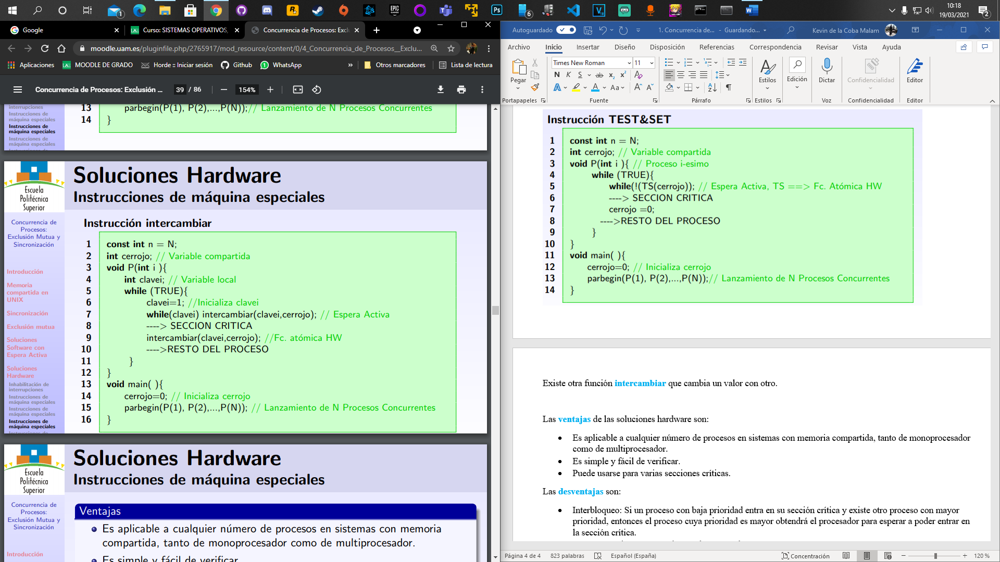 10:18
19/03/2021
1
6
2
Google
Curso: SISTEMAS OPERATIVOS,
Concurrencia de Procesos: Exclu
moodle.uam.es/pluginfile.php/2765917/mod_resource/content/0/4_Concurrencia_de_Procesos__Exclu...
Aplicaciones
MOODLE DE GRADO
Horde :: Iniciar sesión
Github
WhatsApp
»
Otros marcadores
Lista de lectura
Concurrencia de Procesos: Exclusión ...
39 / 86
154%
interrupciones
Instrucciones de
máquina especiales
Instrucciones de
máquina especiales
Instrucciones de
máquina especiales
13 parbegin(P(1), P(2),...,P(N));// Lanzamiento de N Procesos Concurrentes
14 }
Escuela
Politécnica
Superior
Soluciones Hardware
Instrucciones de máquina especiales
Concurrencia de
Procesos:
Exclusión Mutua y
Sincronización
Introducción
Memoria
compartida en
UNIX
Sincronización
Exclusión mutua
Soluciones
Software con
Espera Activa
Soluciones
Hardware
Inhabilitación de
interrupciones
Instrucciones de
máquina especiales
Instrucciones de
máquina especiales
Instrucciones de
máquina especiales
Instrucción intercambiar
1 const int n = N;
2 int cerrojo; // Variable compartida
3 void P(int i ){
4 int clavei; // Variable local
5 while (TRUE){
6 clavei=1; //Inicializa clavei
7 while(clavei) intercambiar(clavei,cerrojo); // Espera Activa
8 ----> SECCION CRITICA
9 intercambiar(clavei,cerrojo); //Fc. atómica HW
10 ---->RESTO DEL PROCESO
11 }
12 }
13 void main( ){
14 cerrojo=0; // Inicializa cerrojo
15 parbegin(P(1), P(2),...,P(N)); // Lanzamiento de N Procesos Concurrentes
16 }
Escuela
Politécnica
Superior
Soluciones Hardware
Instrucciones de máquina especiales
Concurrencia de
Procesos:
Exclusión Mutua y
Sincronización
Introducción
Ventajas
Es aplicable a cualquier número de procesos en sistemas con memoria
compartida, tanto de monoprocesador como de multiprocesador.
Es simple y fácil de verificar.
Autoguardado
1. Concurrencia de... - Guardando...
Kevin de la Coba Malam
Archivo
Inicio
Insertar
Diseño
Disposición
Referencias
Correspondencia
Revisar
Vista
Ayuda
Pegar
Times New Roman
11
N K S ab x₂ x²
A A Aa A A
Estilos
Edición
Dictar
Confidencialidad
Editor
Portapapeles
Fuente
Párrafo
Estilos
Voz
Confidencialidad
Editor
Instrucción TEST&SET
1 const int n = N;
2 int cerrojo; // Variable compartida
3 void P(int i ){ // Proceso i-esimo
4 while (TRUE){
5 while(!(TS(cerrojo)); // Espera Activa, TS ==> Fc. Atómica HW
6 ----> SECCION CRITICA
7 cerrojo =0;
8 ---->RESTO DEL PROCESO
9 }
10 }
11 void main( ){
12 cerrojo=0; // Inicializa cerrojo
13 parbegin(P(1), P(2),...,P(N));// Lanzamiento de N Procesos Concurrentes
14 }
Existe otra función intercambiar que cambia un valor con otro.
Las ventajas de las soluciones hardware son:
• Es aplicable a cualquier número de procesos en sistemas con memoria compartida, tanto de monoprocesador
como de multiprocesador.
• Es simple y fácil de verificar.
• Puede usarse para varias secciones críticas.
Las desventajas son:
• Interbloqueo: Si un proceso con baja prioridad entra en su sección crítica y existe otro proceso con mayor
prioridad, entonces el proceso cuya prioridad es mayor obtendrá el procesador para esperar a poder entrar en
la sección crítica.
Página 4 de 4
823 palabras
Español (España)
Concentración
120 %